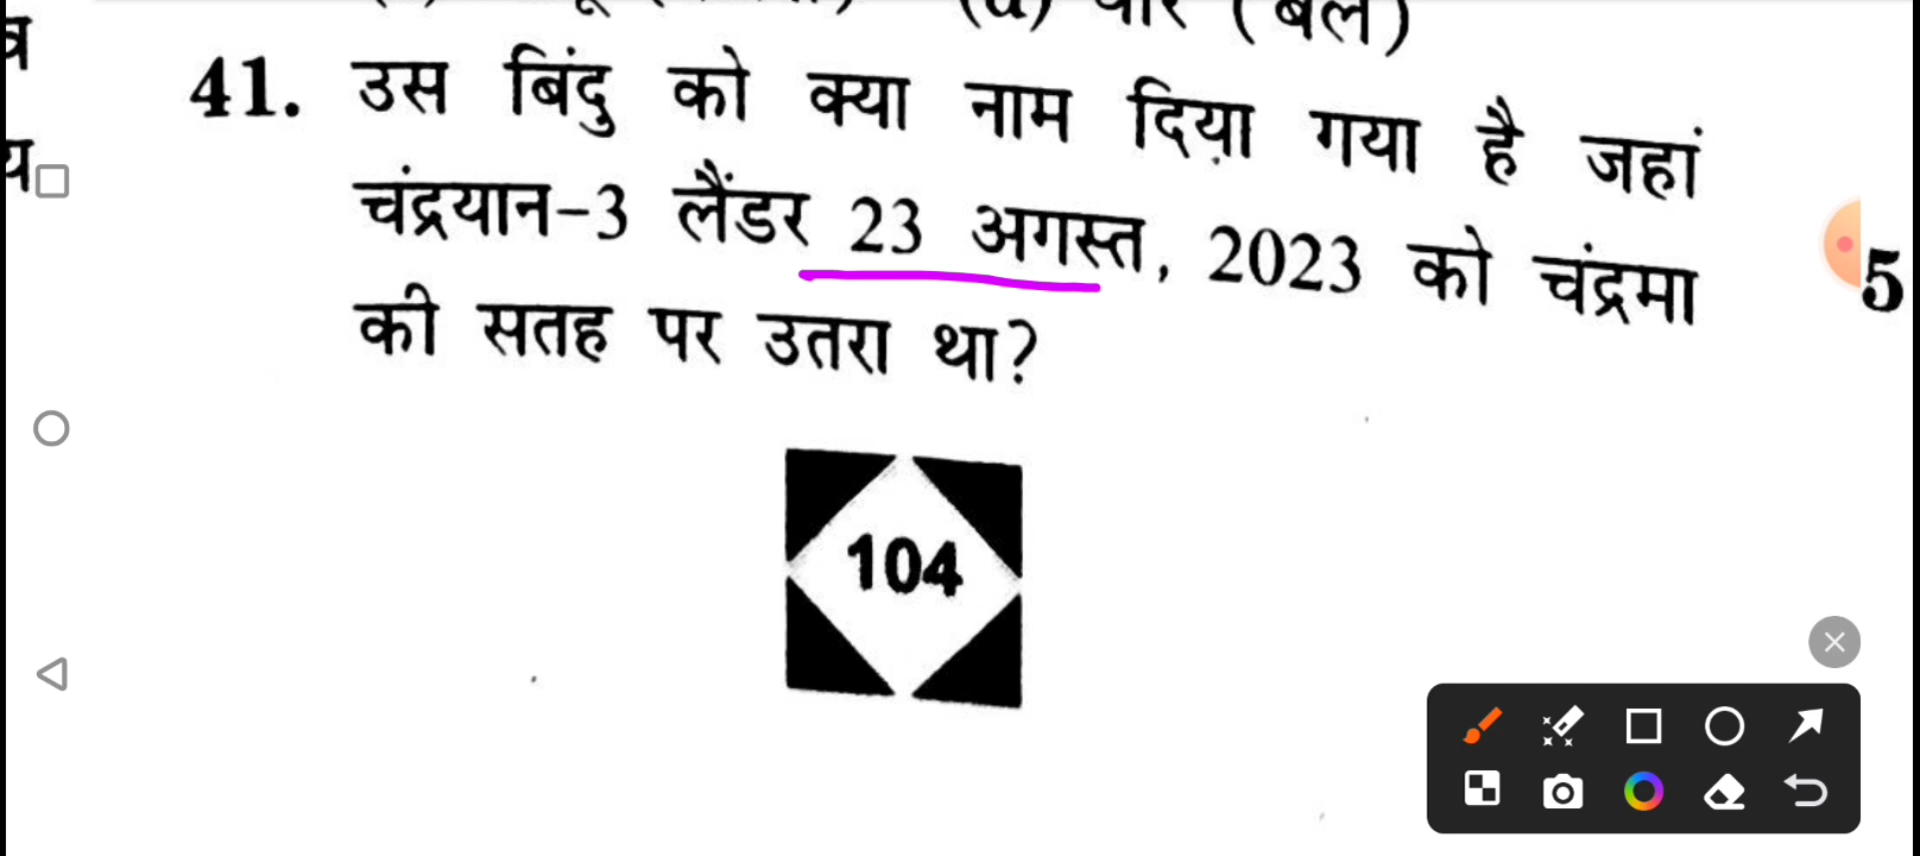 41. उस बिंदु को क्या नाम दिया गया है जहां
चंद्रयान-3 लैंडर 23 अगस्त, 2023 को चंद्रमा
की सतह पर उतरा था?
5
104